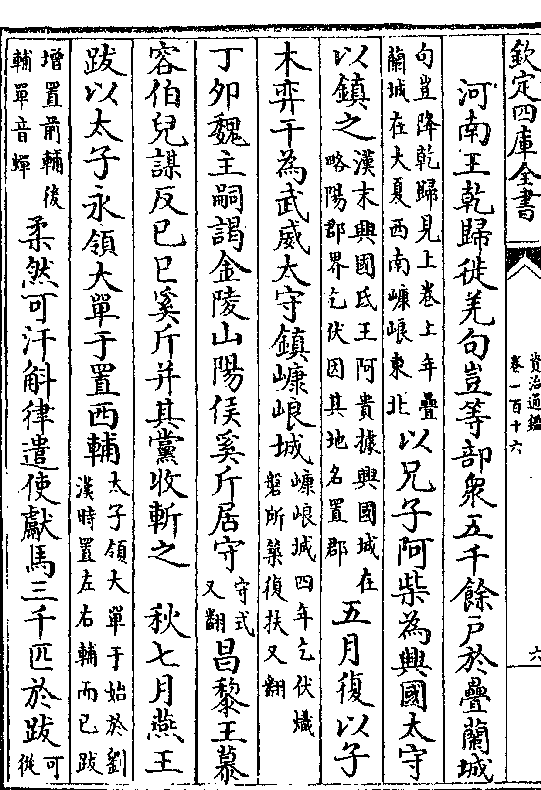 欽定四庫全書
資治通鑑
卷一百十六
六
河南王乾歸徙羌句豈等部衆五千餘戶於疊蘭城
句豈降乾歸見上卷上年疊
蘭城在大夏西南嵻㟍東北
以兄子阿柴為興國太守
以鎮之
漢末興國氐王阿貴據興國城在
略陽郡界乞伏因其地名置郡
五月復以子
木弈干為武威太守鎮嵻㟍城
嵻㟍城四年乞伏熾
磐所築復扶又翻
丁卯魏主嗣謁金陵山陽侯奚斤居守
守式
又翻
昌黎王慕
容伯兒謀反己巳奚斤并其黨收斬之 秋七月燕王
跋以太子永領大單于置西輔
太子領大單于始於劉
漢時置左右輔而已跋
增置前輔後
輔單音蟬
柔然可汗斛律遣使獻馬三千匹於跋
可
從